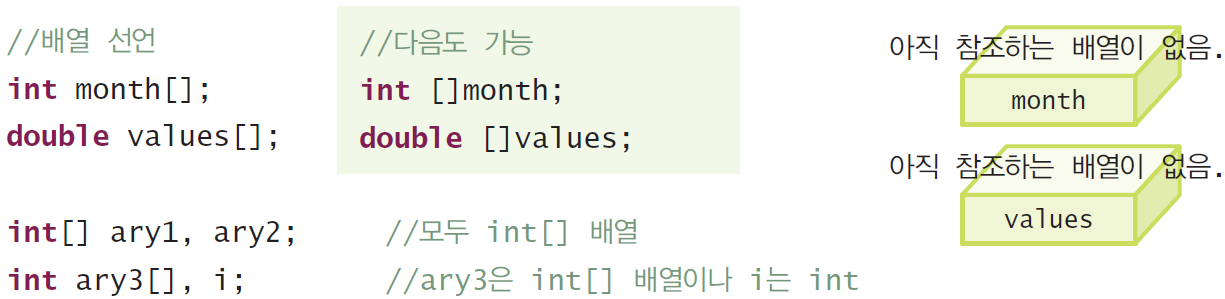 //배열 선언
int month[];
double values[];
//다음도 가능
int []month;
double []values;
아직 참조하는 배열이 없음.
month
아직 참조하는 배열이 없음.
values
int[] ary1, ary2; //모두 int[] 배열
int ary3[], i; //ary3은 int[] 배열이나 i는 int